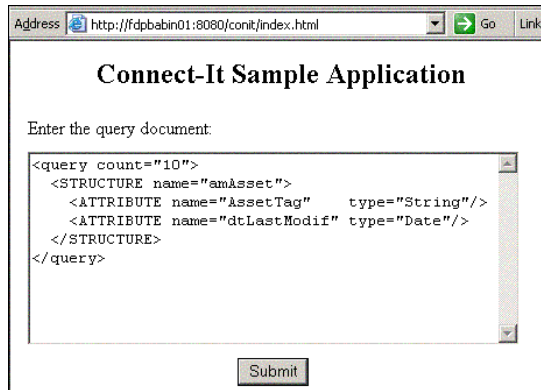 Address http://fdpbabin01:8080/conit/index.html Go Link
Connect-It Sample Application
Enter the query document:
<query count="10">
  <STRUCTURE name="amAsset">
    <ATTRIBUTE name="AssetTag"    type="String"/>
    <ATTRIBUTE name="dtLastModif" type="Date"/>
  </STRUCTURE>
</query>
Submit